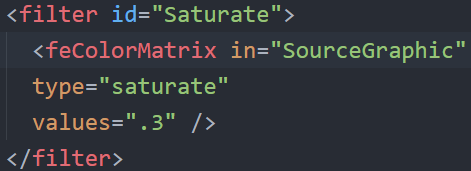 <filter id="Saturate">
<feColorMatrix in="SourceGraphic"
type="saturate"
values=".3" />
</filter>